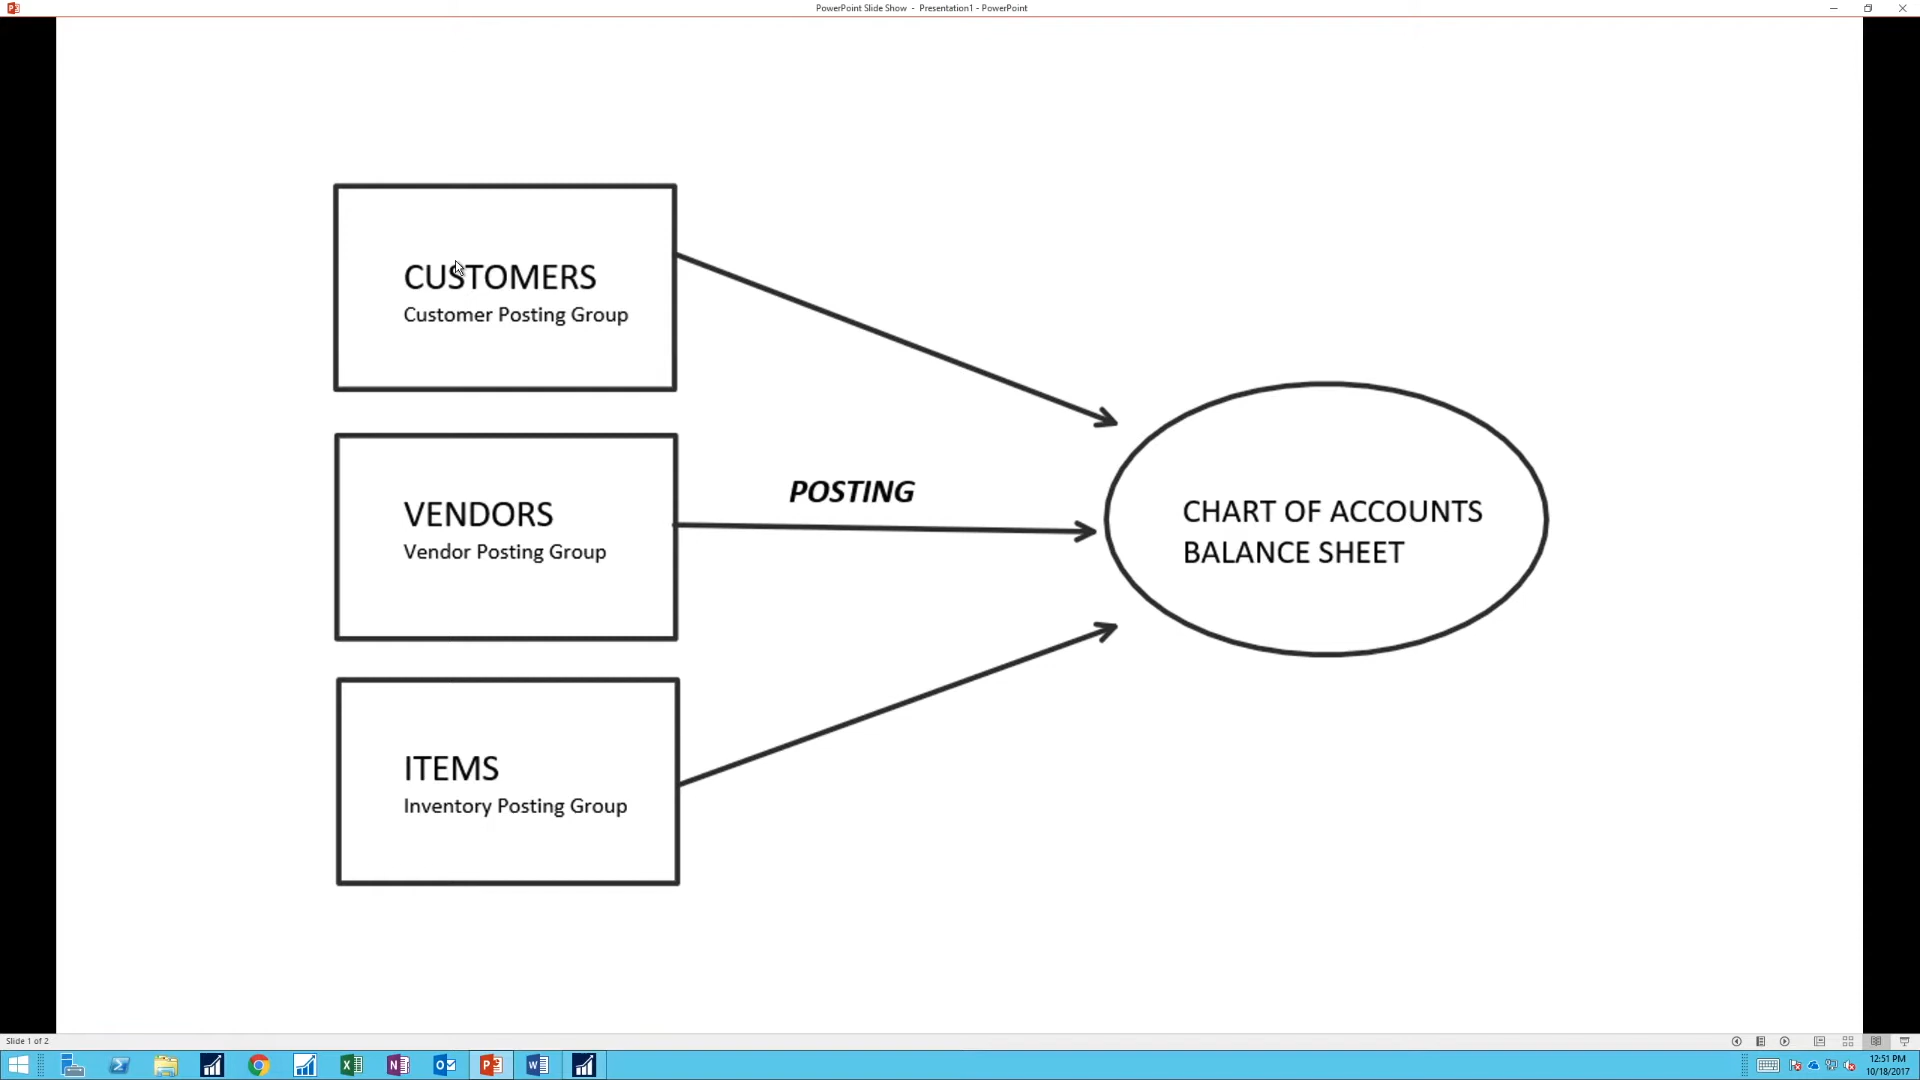 PowerPoint Slide Show - Presentation1 - PowerPoint
CUSTOMERS
Customer Posting Group
VENDORS
Vendor Posting Group
ITEMS
Inventory Posting Group
POSTING
CHART OF ACCOUNTS
BALANCE SHEET
Slide 1 of 2
12:51 PM
10/18/2017